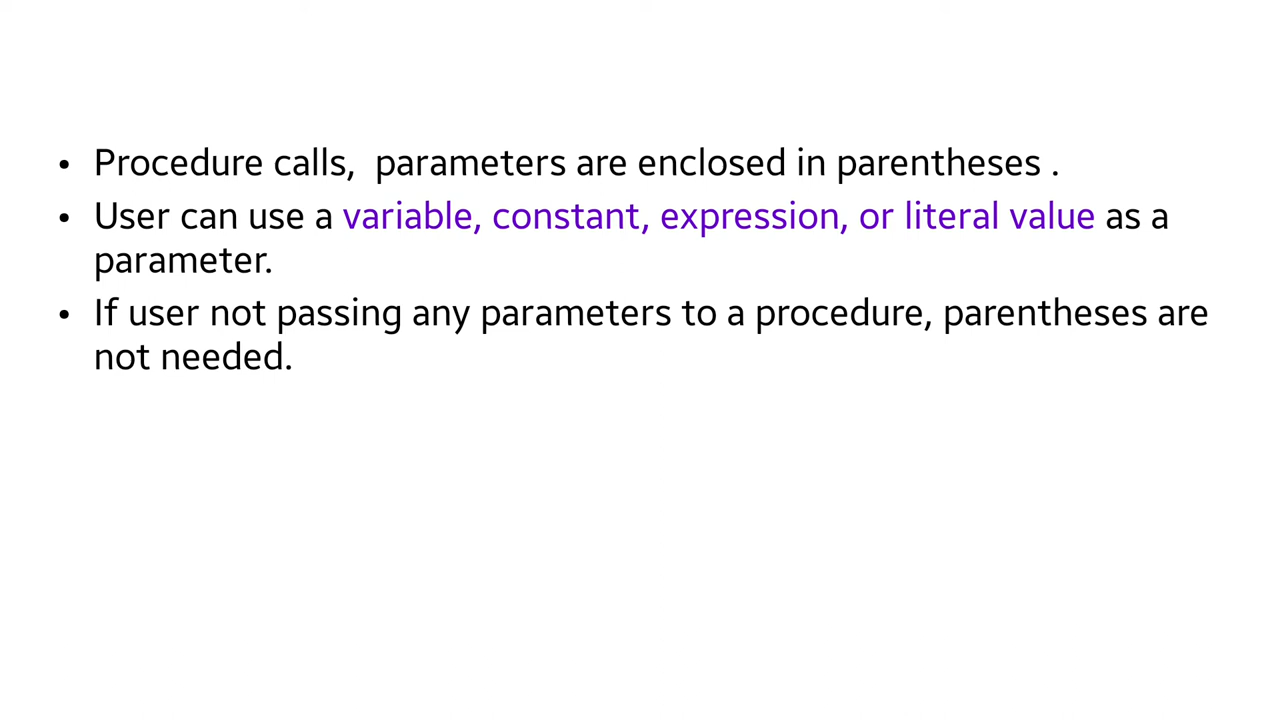 • Procedure calls,  parameters are enclosed in parentheses .
• User can use a variable, constant, expression, or literal value as a
parameter.
• If user not passing any parameters to a procedure, parentheses are
not needed.